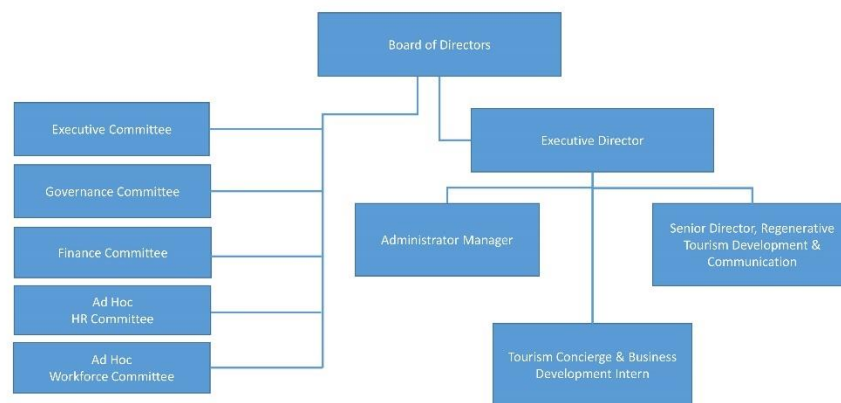 Board of Directors
Executive Committee
Executive Director
Governance Committee
Administrator Manager
Senior Director, Regenerative
Tourism Development &
Communication
Finance Committee
Ad Hoc
HR Committee
Ad Hoc
Workforce Committee
Tourism Concierge & Business
Development Intern